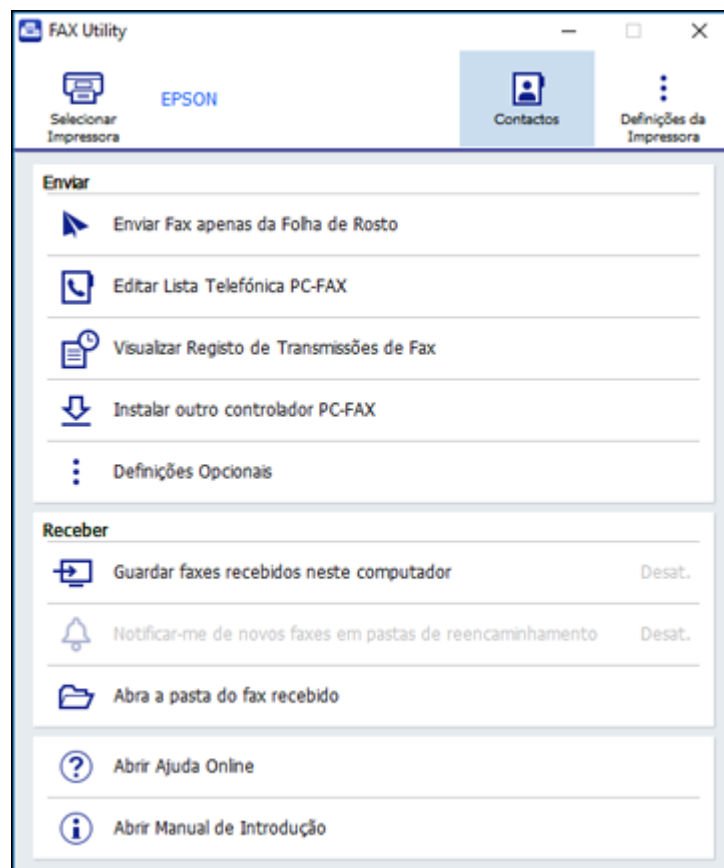 FAX Utility
Selecionar
Impressora
EPSON
Contactos
Definições da
Impressora
Enviar
Enviar Fax apenas da Folha de Rosto
Editar Lista Telefónica PC-FAX
Visualizar Registo de Transmissões de Fax
Instalar outro controlador PC-FAX
Definições Opcionais
Receber
Guardar faxes recebidos neste computador Desat.
Notificar-me de novos faxes em pastas de reencaminhamento Desat.
Abra a pasta do fax recebido
Abrir Ajuda Online
Abrir Manual de Introdução